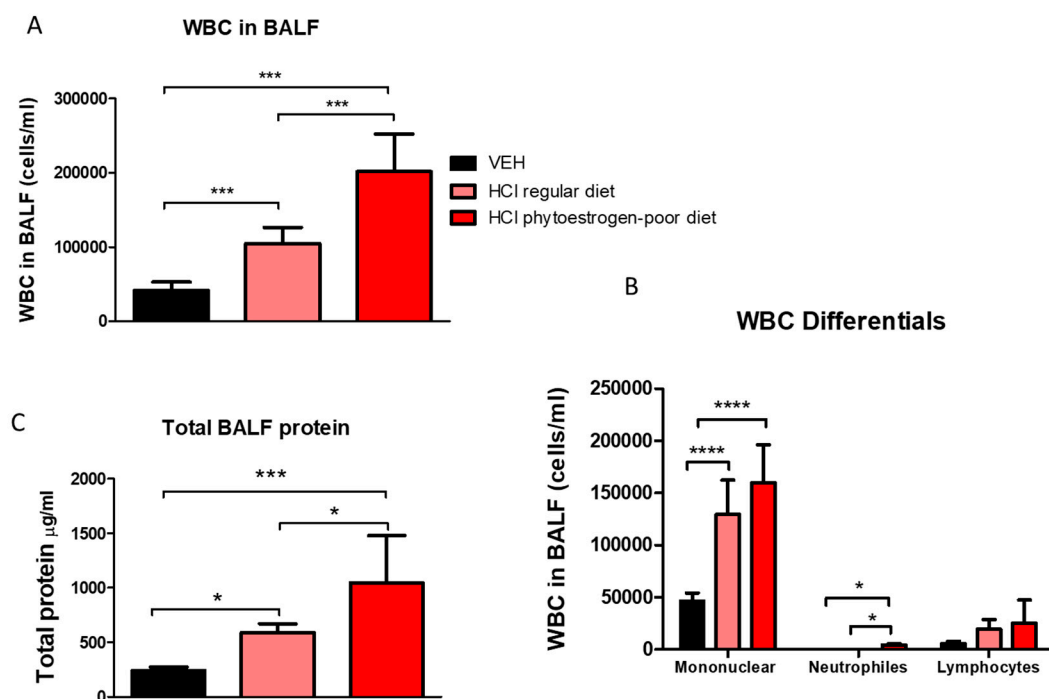 A
WBC in BALF
***
***
***
WBC in BALF (cells/ml)
300000
200000
100000
0
VEH
HCl regular diet
HCl phytoestrogen-poor diet
B
WBC Differentials
WBC in BALF (cells/ml)
250000
200000
150000
100000
50000
0
****
****
*
*
Mononuclear
Neutrophiles
Lymphocytes
C
Total BALF protein
***
*
*
Total protein µg/ml
2000
1500
1000
500
0